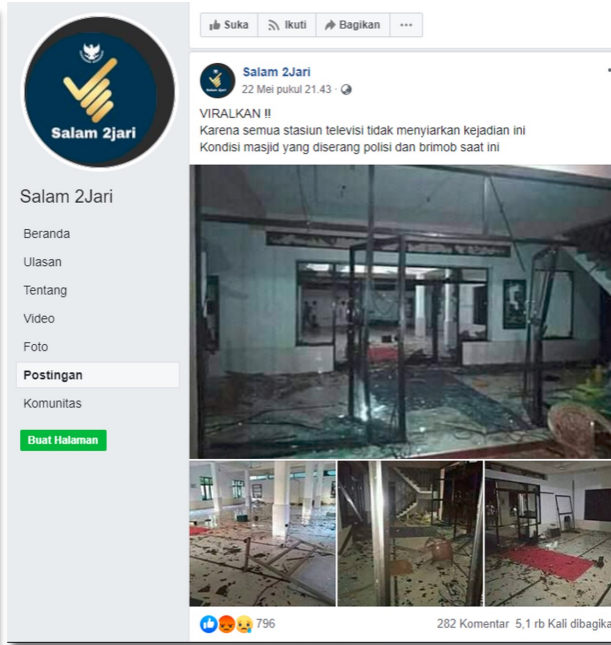 Suka
Ikuti
Bagikan
Salam 2jari
Salam 2Jari
Beranda
Ulasan
Tentang
Video
Foto
Postingan
Komunitas
Buat Halaman
Salam 2Jari
22 Mei pukul 21.43 ·
VIRALKAN !!
Karena semua stasiun televisi tidak menyiarkan kejadian ini
Kondisi masjid yang diserang polisi dan brimob saat ini
796
282 Komentar 5,1 rb Kali dibagika